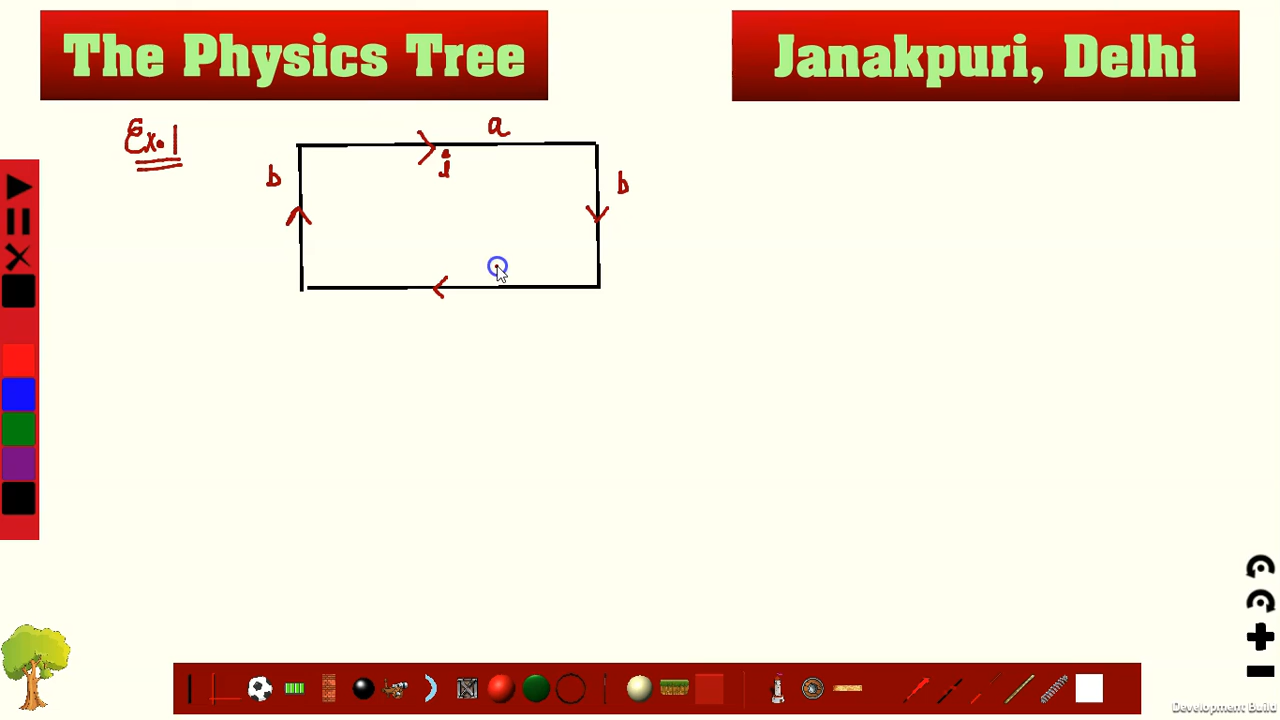 The Physics Tree
Janakpuri, Delhi
Ex.1
a
i
b
b
Development Build